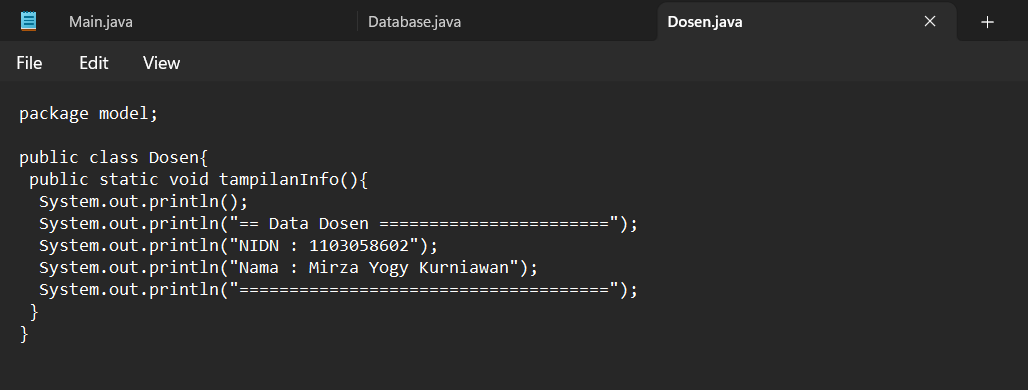 Main.java
Database.java
Dosen.java
File Edit View
package model;
public class Dosen{
public static void tampilanInfo(){
System.out.println();
System.out.println("== Data Dosen =======================");
System.out.println("NIDN : 1103058602");
System.out.println("Nama : Mirza Yogy Kurniawan");
System.out.println("=====================================");
}
}